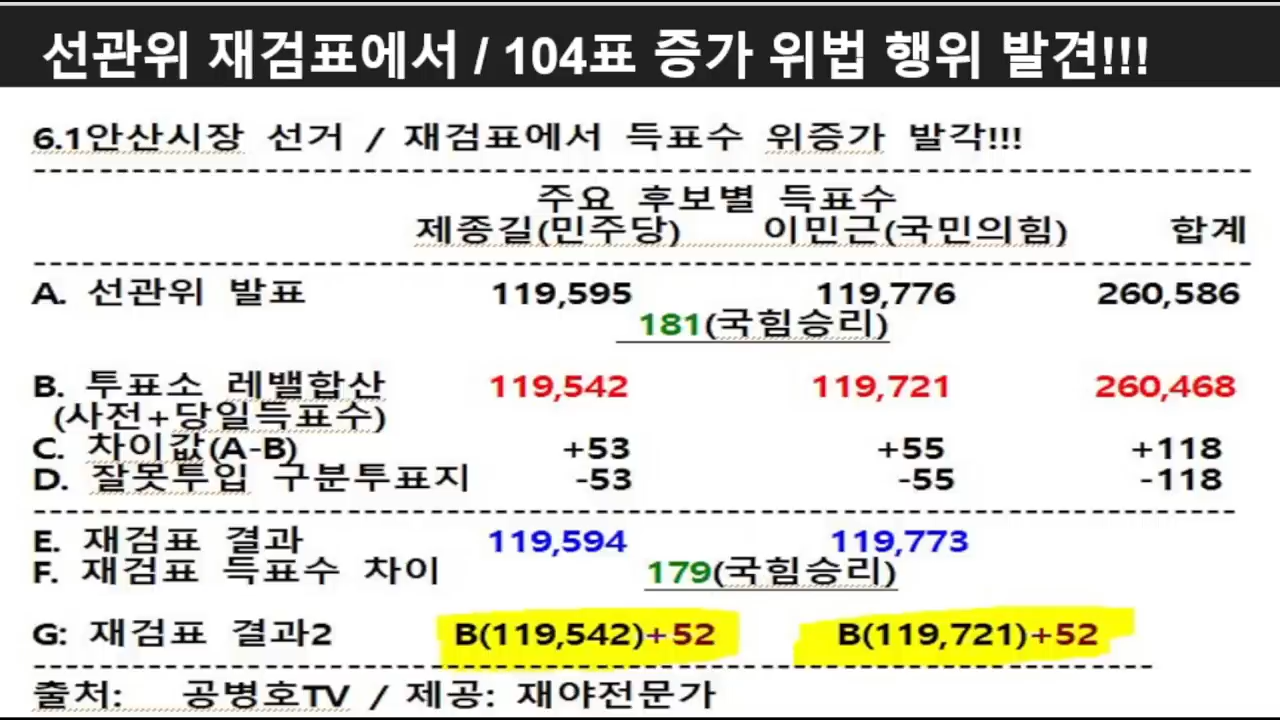 선관위 재검표에서 / 104표 증가 위법 행위 발견!!!
6.1안산시장 선거 / 재검표에서 득표수 위증가 발각!!!
주요 후보별 득표수
제종길(민주당) 이민근(국민의힘) 합계
A. 선관위 발표 119,595 119,776 260,586
181(국힘승리)
B. 투표소 레밸합산 119,542 119,721 260,468
(사전+당일득표수)
C. 차이값(A-B) +53 +55 +118
D. 잘못투입 구분투표지 -53 -55 -118
E. 재검표 결과 119,594 119,773
F. 재검표 득표수 차이 179(국힘승리)
G: 재검표 결과2 B(119,542)+52 B(119,721)+52
출처: 공병호TV / 제공: 재야전문가